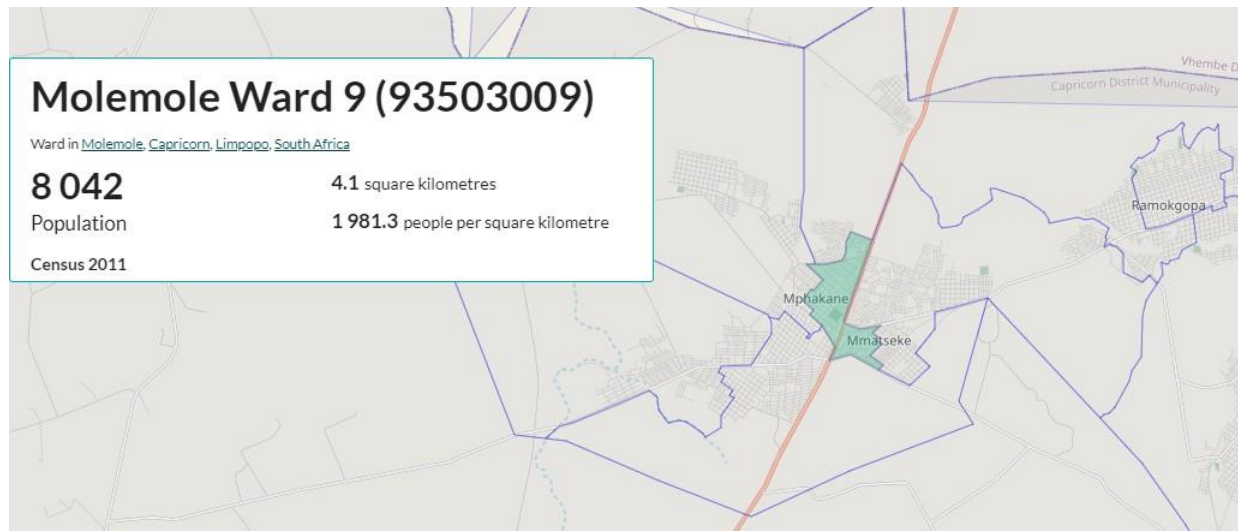 Molemole Ward 9 (93503009)
Ward in Molemole, Capricorn, Limpopo, South Africa
8 042
Population
4.1 square kilometres
1 981.3 people per square kilometre
Census 2011
Vhembe D
Capricorn District Municipality
Ramokgopa
Mphakane
Mmatseke